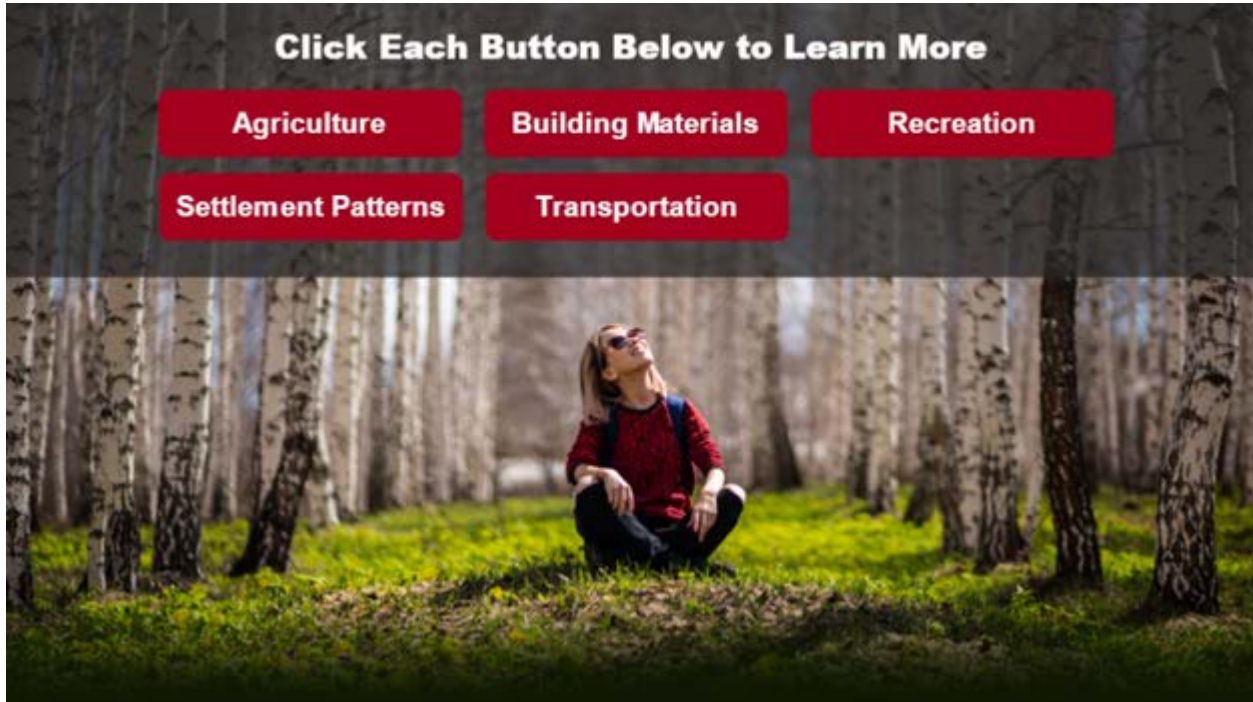 Click Each Button Below to Learn More
Agriculture
Building Materials
Recreation
Settlement Patterns
Transportation